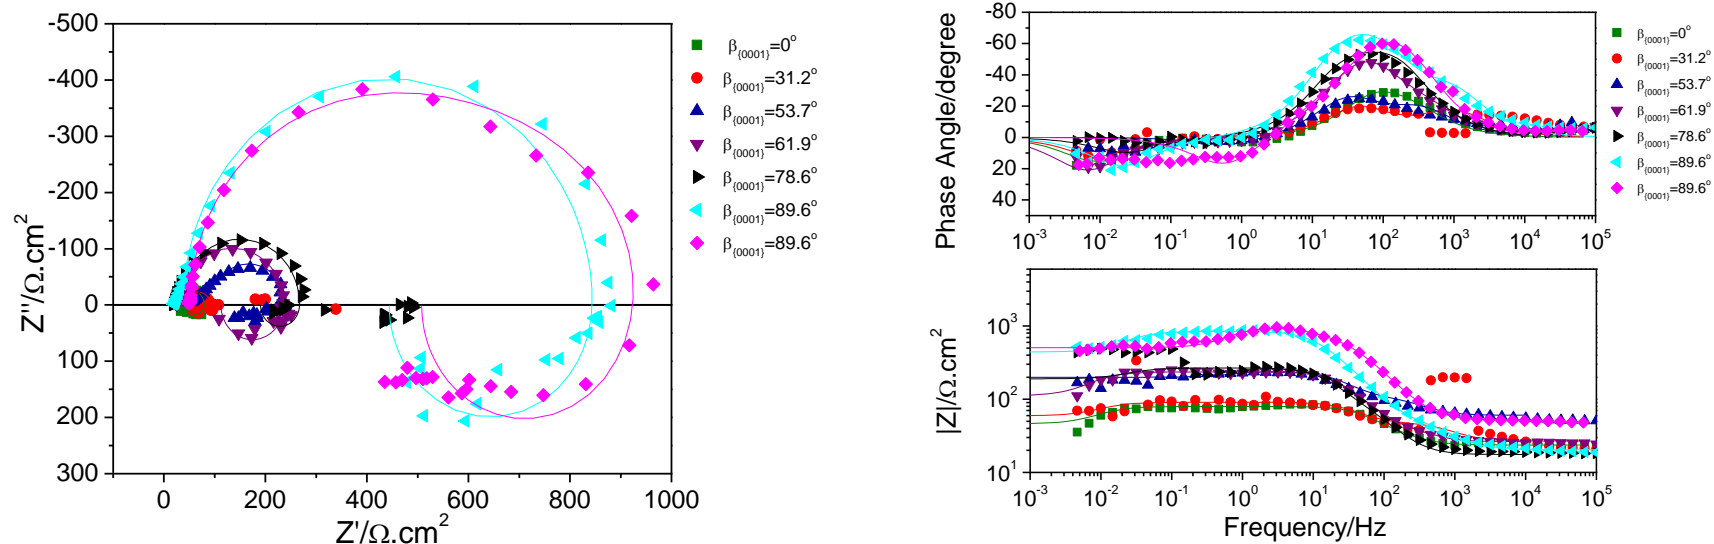 -500
-400
-300
-200
-100
0
100
200
300
Z''/Ω.cm²
0 200 400 600 800 1000
Z'/Ω.cm²
β{0001}=0°
β{0001}=31.2°
β{0001}=53.7°
β{0001}=61.9°
β{0001}=78.6°
β{0001}=89.6°
β{0001}=89.6°
-80
-60
-40
-20
0
20
40
Phase Angle/degree
10⁻³ 10⁻² 10⁻¹ 10⁰ 10¹ 10² 10³ 10⁴ 10⁵
β{0001}=0°
β{0001}=31.2°
β{0001}=53.7°
β{0001}=61.9°
β{0001}=78.6°
β{0001}=89.6°
β{0001}=89.6°
10³
10²
10¹
|Z|/Ω.cm²
10⁻³ 10⁻² 10⁻¹ 10⁰ 10¹ 10² 10³ 10⁴ 10⁵
Frequency/Hz